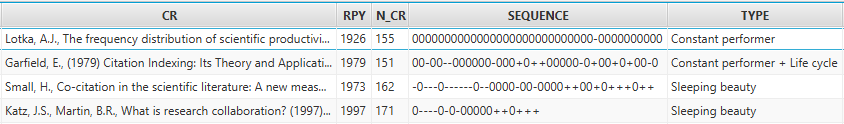 CR RPY N_CR SEQUENCE TYPE
Lotka, A.J., The frequency distribution of scientific productivi... 1926 155 000000000000000000000000000-0000000000 Constant performer
Garfield, E., (1979) Citation Indexing: Its Theory and Applicati... 1979 151 00-00--000000-000+0++00000-0+00+0+00-0 Constant performer + Life cycle
Small, H., Co-citation in the scientific literature: A new meas... 1973 162 -0---0------0--0000-00-0000++00+0+++0++ Sleeping beauty
Katz, J.S., Martin, B.R., What is research collaboration? (1997)... 1997 171 0----0-0-00000++0+++ Sleeping beauty